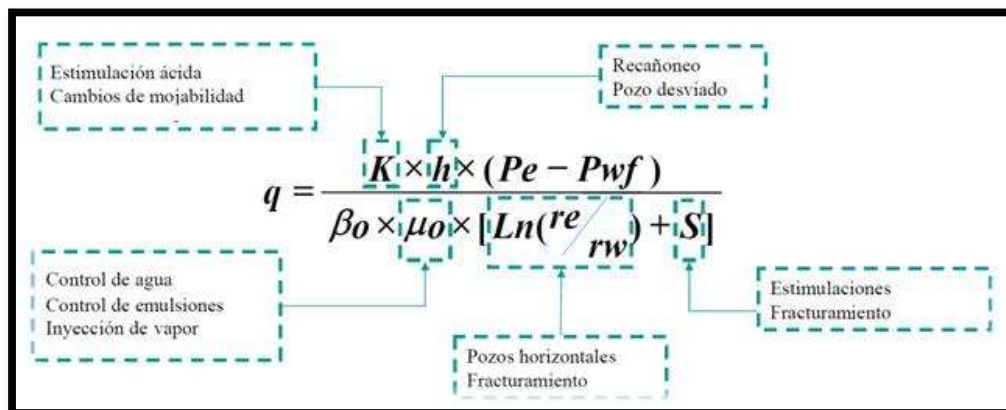 Estimulación ácida
Cambios de mojabilidad
-
Recañoneo
Pozo desviado
q = K × h × (Pe − Pwf) / βo × μo × [Ln(re/rw) + S]
Control de agua
Control de emulsiones
Inyección de vapor
Pozos horizontales
Fracturamiento
Estimulaciones
Fracturamiento